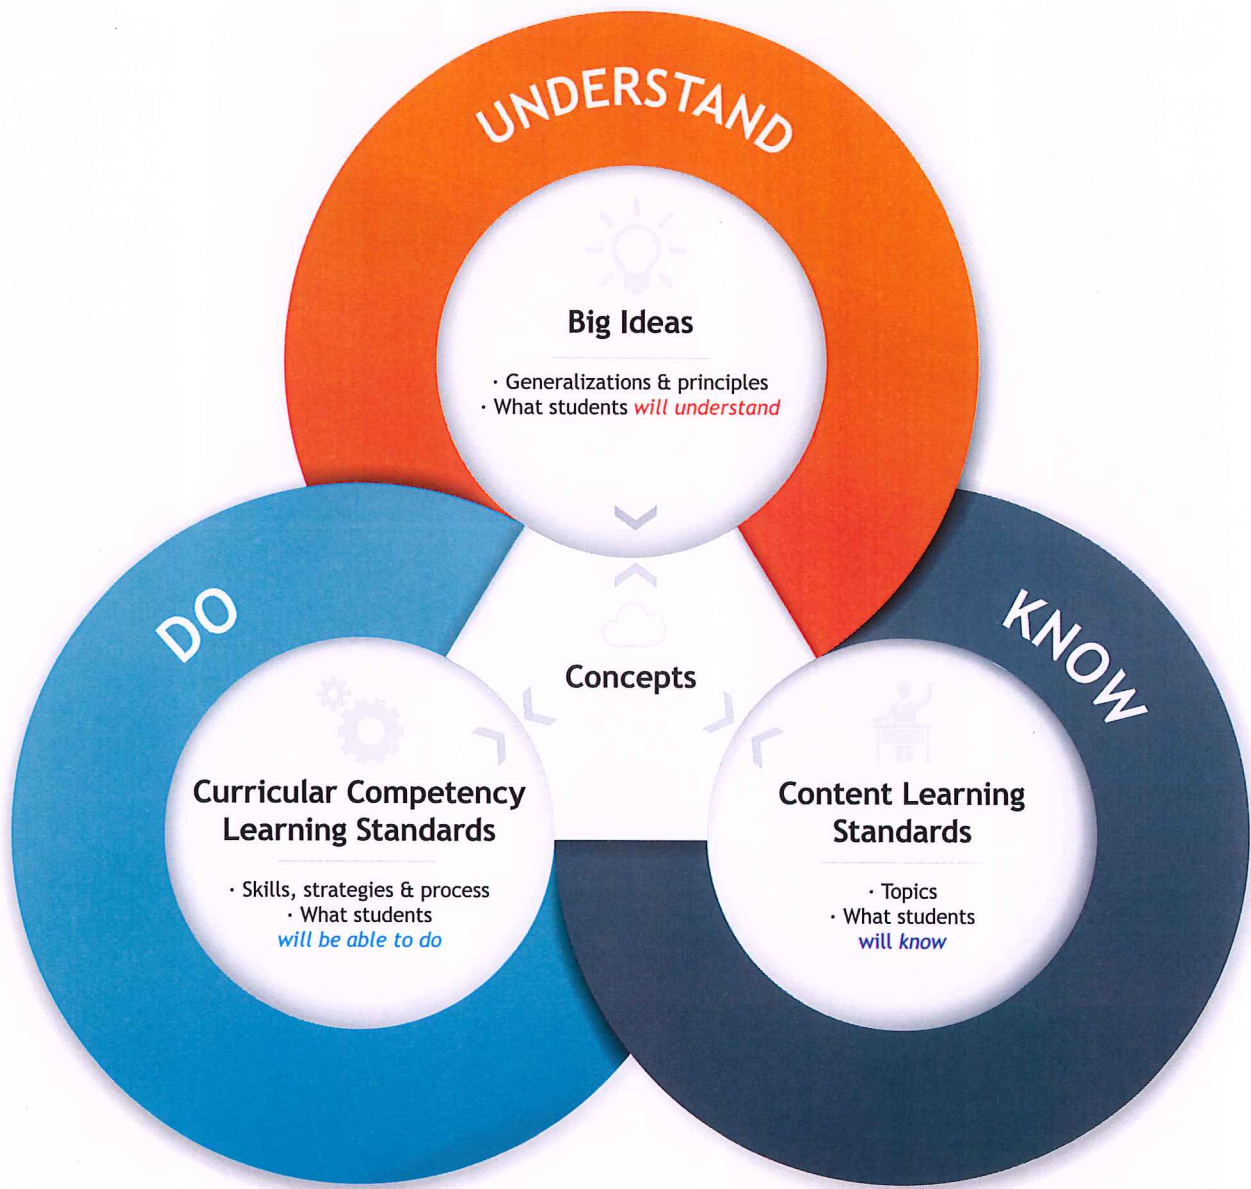 UNDERSTAND
Big Ideas
· Generalizations & principles
· What students will understand
DO
KNOW
Concepts
Curricular Competency
Learning Standards
· Skills, strategies & process
· What students
will be able to do
Content Learning
Standards
· Topics
· What students
will know